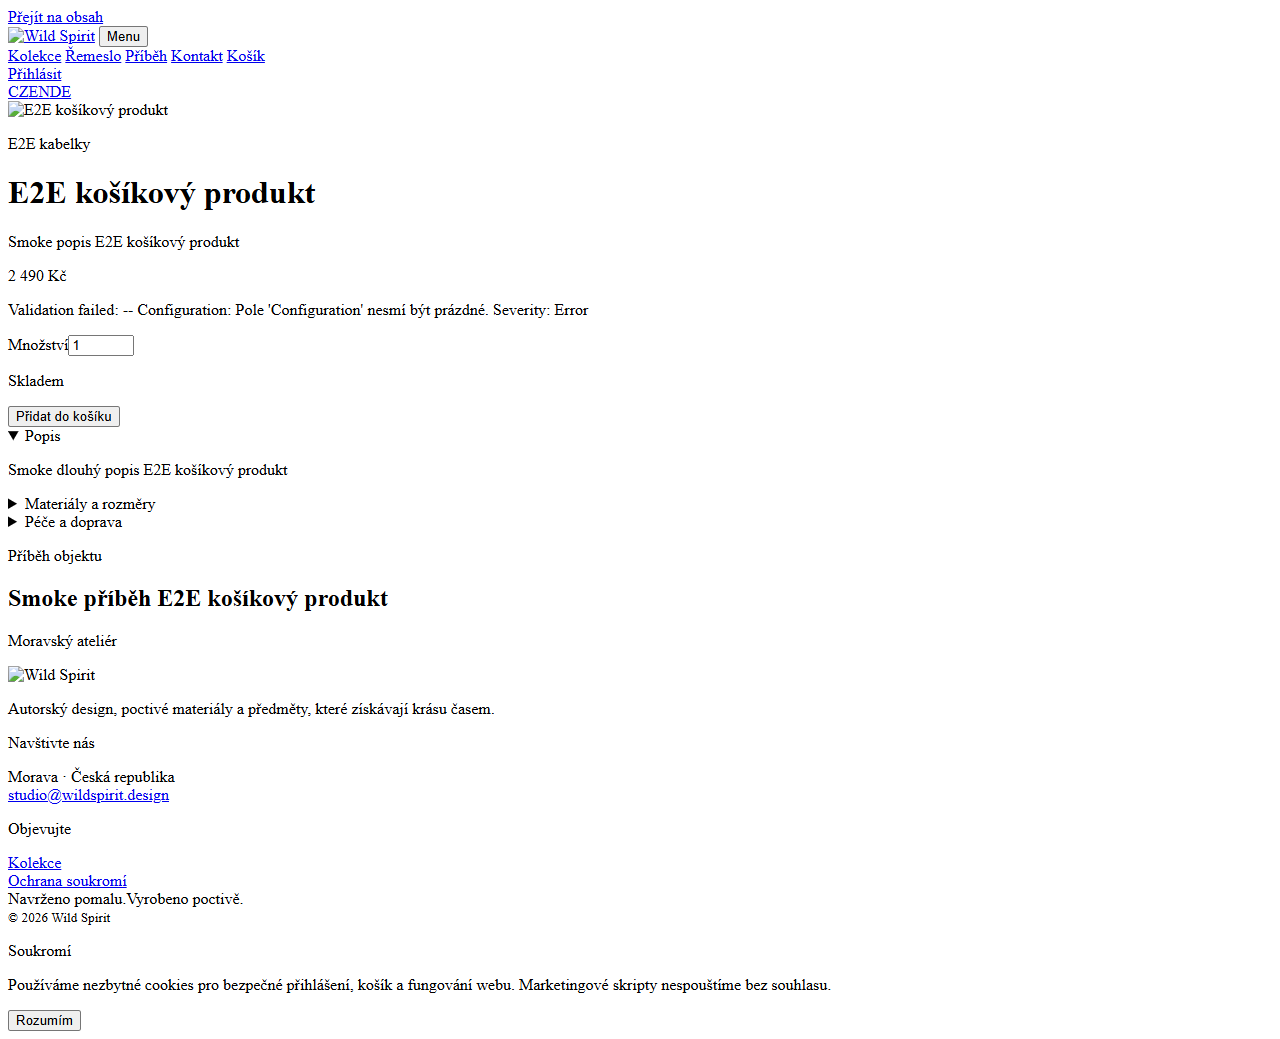 Přejít na obsah
Wild Spirit Menu
Kolekce Řemeslo Příběh Kontakt Košík
Přihlásit
CZENDE
E2E košíkový produkt
E2E kabelky
E2E košíkový produkt
Smoke popis E2E košíkový produkt
2 490 Kč
Validation failed: -- Configuration: Pole 'Configuration' nesmí být prázdné. Severity: Error
Množství 1
Skladem
Přidat do košíku
Popis
Smoke dlouhý popis E2E košíkový produkt
Materiály a rozměry
Péče a doprava
Příběh objektu
Smoke příběh E2E košíkový produkt
Moravský ateliér
Wild Spirit
Autorský design, poctivé materiály a předměty, které získávají krásu časem.
Navštivte nás
Morava · Česká republika
studio@wildspirit.design
Objevujte
Kolekce
Ochrana soukromí
Navrženo pomalu.Vyrobeno poctivě.
© 2026 Wild Spirit
Soukromí
Používáme nezbytné cookies pro bezpečné přihlášení, košík a fungování webu. Marketingové skripty nespouštíme bez souhlasu.
Rozumím